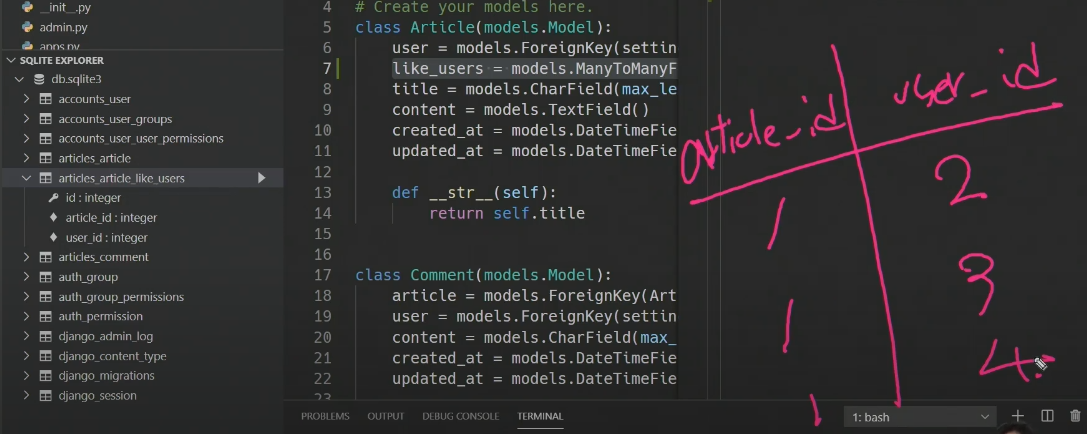 __init__.py
admin.py
apps.py
SQLITE EXPLORER
db.sqlite3
accounts_user
accounts_user_groups
accounts_user_user_permissions
articles_article
articles_article_like_users
id : integer
article_id : integer
user_id : integer
articles_comment
auth_group
auth_group_permissions
auth_permission
django_admin_log
django_content_type
django_migrations
django_session
4 # Create your models here.
5 class Article(models.Model):
6 user = models.ForeignKey(settin
7 like_users = models.ManyToManyF
8 title = models.CharField(max_le
9 content = models.TextField()
10 created_at = models.DateTimeFie
11 updated_at = models.DateTimeFie
12
13 def __str__(self):
14 return self.title
15
16
17 class Comment(models.Model):
18 article = models.ForeignKey(Art
19 user = models.ForeignKey(settin
20 content = models.CharField(max_
21 created_at = models.DateTimeFie
22 updated_at = models.DateTimeFie
23
article_id user_id
1 2
1 3
1 4
PROBLEMS OUTPUT DEBUG CONSOLE TERMINAL 1: bash